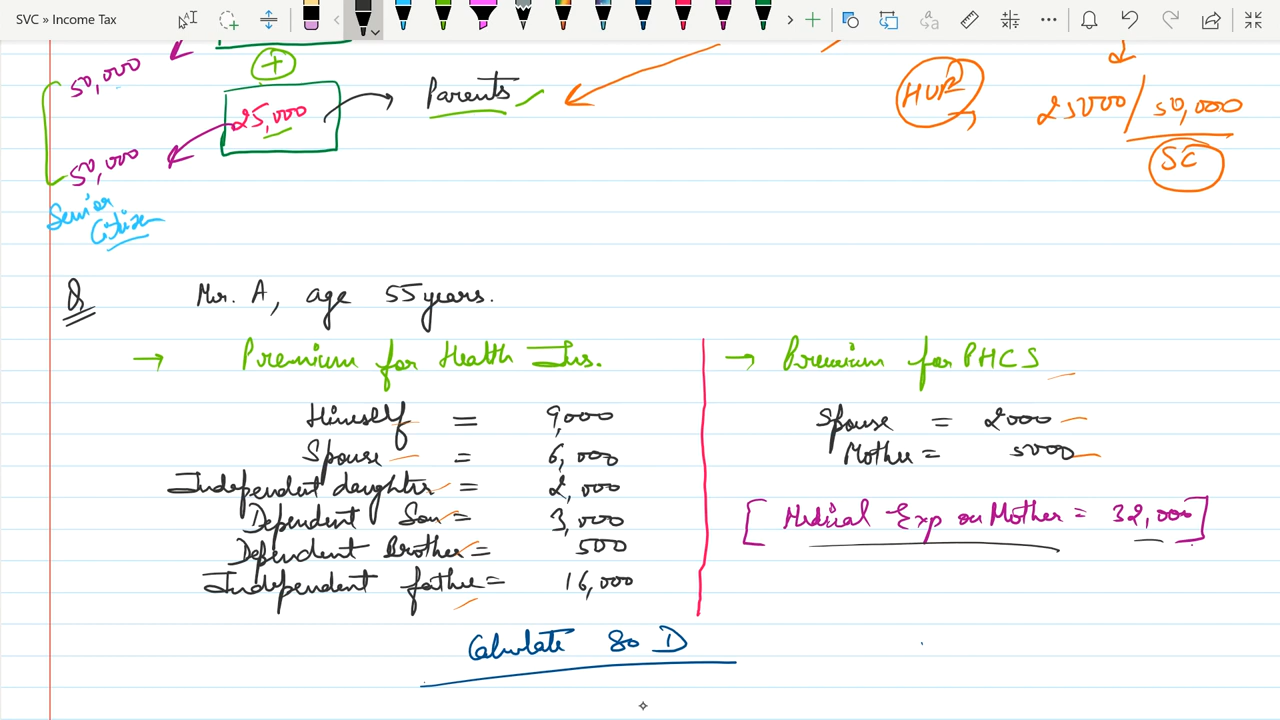 SVC » Income Tax
50,000
+
25,000
Parents
50,000
Senior
Citizen
HUF
25000 / 50,000
SC
Q Mr. A, age 55 years.
→ Premium for Health Ins.
Himself = 9,000
Spouse = 6,000
Independent daughter = 2,000
Dependent Son = 3,000
Dependent Brother = 500
Independent father = 16,000
→ Premium for PHCS
Spouse = 2000
Mother = 5000
[ Medical Exp on Mother = 32,000 ]
Calculate 80 D